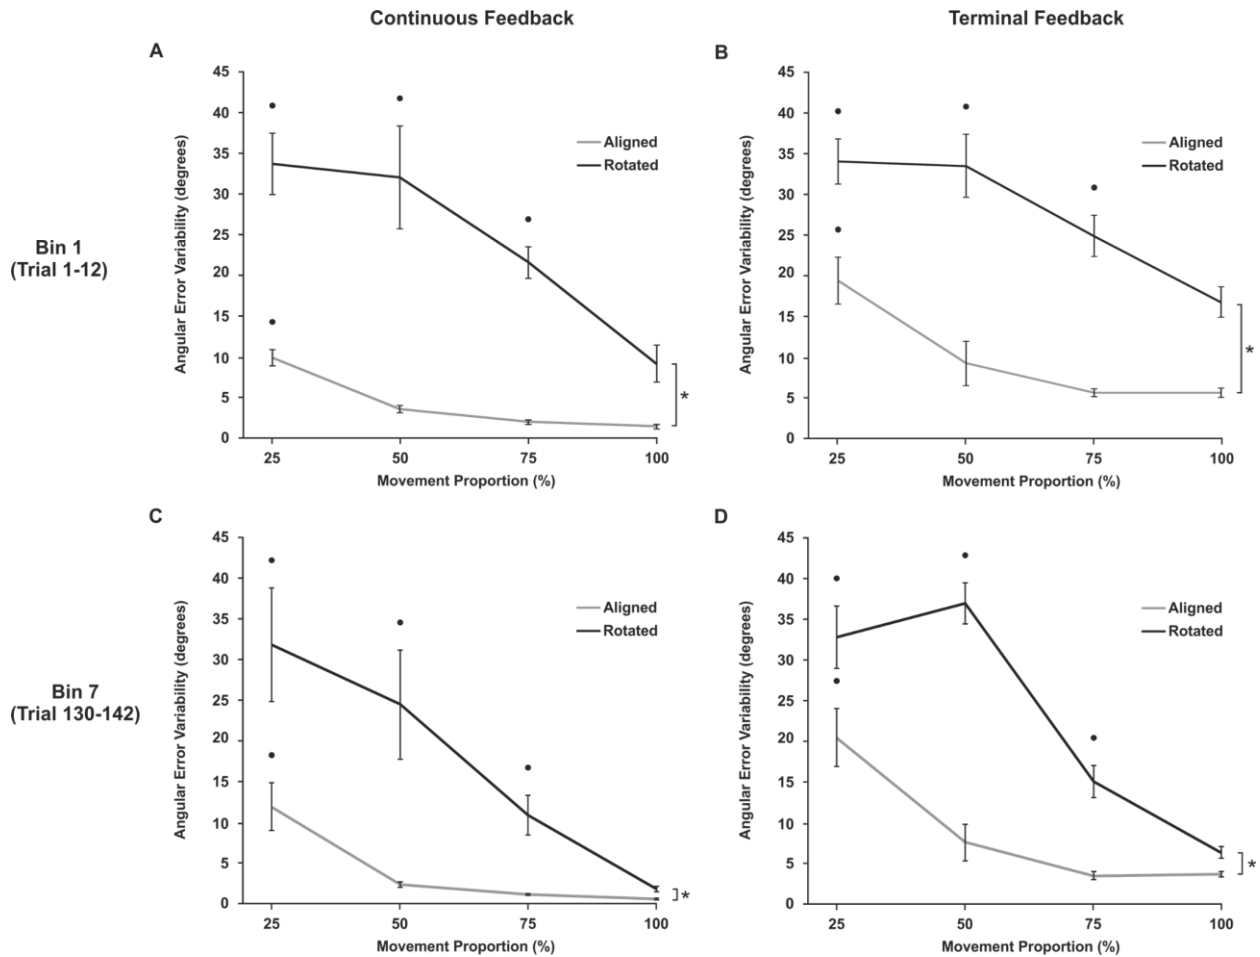 Continuous Feedback
Terminal Feedback
Bin 1
(Trial 1-12)
A
Angular Error Variability (degrees)
45
40
35
30
25
20
15
10
5
0
Aligned
Rotated
*
25 50 75 100
Movement Proportion (%)
B
Angular Error Variability (degrees)
45
40
35
30
25
20
15
10
5
0
Aligned
Rotated
*
25 50 75 100
Movement Proportion (%)
Bin 7
(Trial 130-142)
C
Angular Error Variability (degrees)
45
40
35
30
25
20
15
10
5
0
Aligned
Rotated
*
25 50 75 100
Movement Proportion (%)
D
Angular Error Variability (degrees)
45
40
35
30
25
20
15
10
5
0
Aligned
Rotated
*
25 50 75 100
Movement Proportion (%)